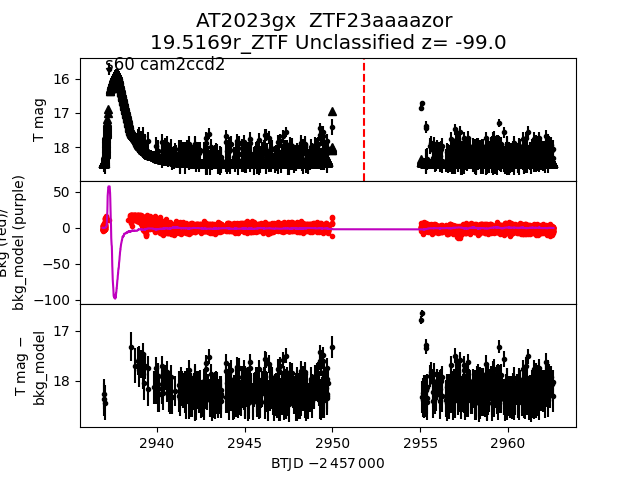 AT2023gx  ZTF23aaaazor
19.5169r_ZTF Unclassified z= -99.0
s60 cam2ccd2
16
17
18
T mag
50
0
−50
−100
Bkg (red)/
bkg_model (purple)
17
18
T mag −
bkg_model
2940
2945
2950
2955
2960
BTJD −2 457 000